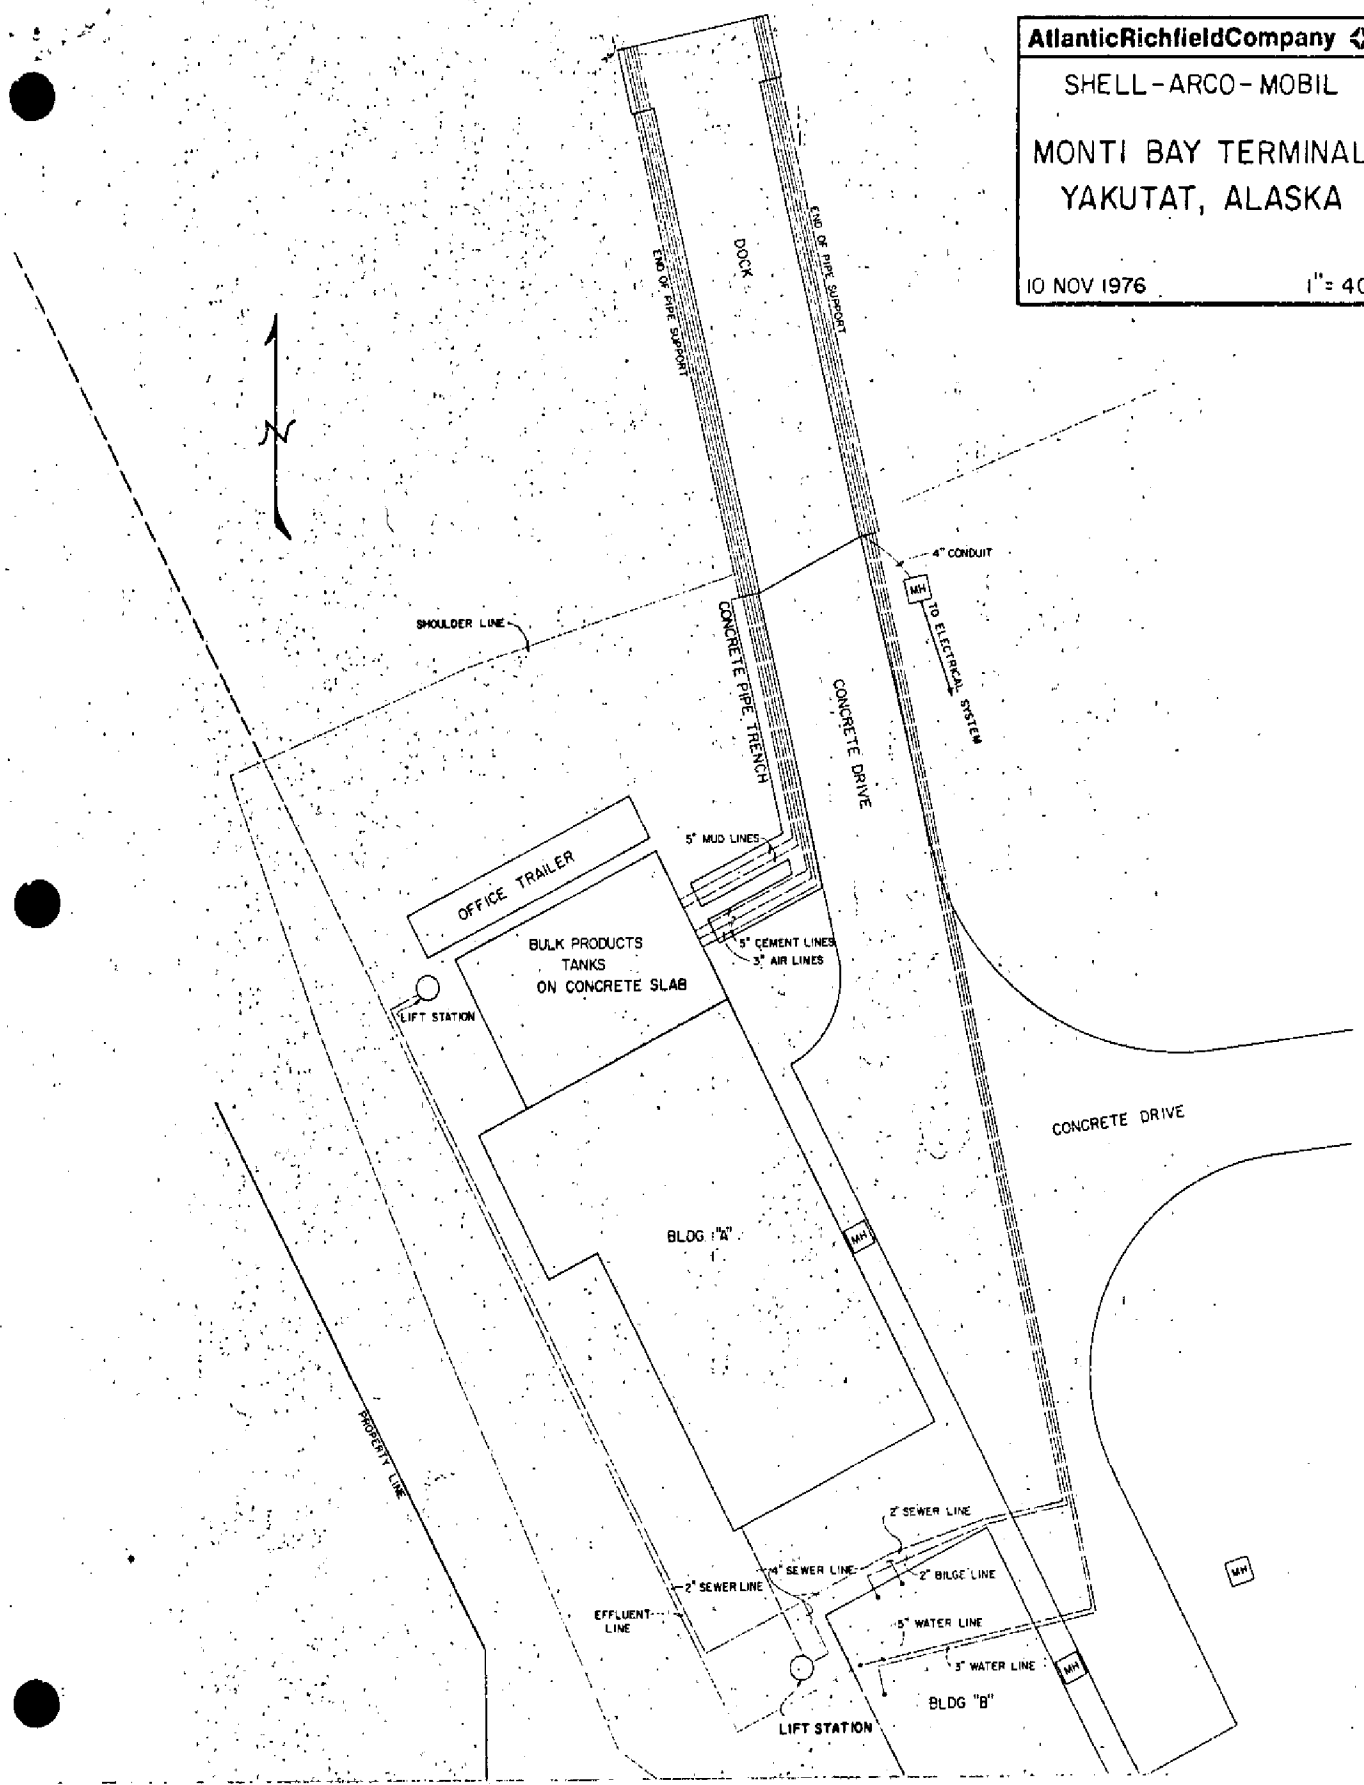 AtlanticRichfieldCompany
SHELL-ARCO-MOBIL
MONTI BAY TERMINAL
YAKUTAT, ALASKA
10 NOV 1976
1" = 40
END OF PIPE SUPPORT
DOCK
END OF PIPE SUPPORT
N
4" CONDUIT
MH
TO ELECTRICAL SYSTEM
SHOULDER LINE
CONCRETE PIPE TRENCH
CONCRETE DRIVE
5" MUD LINES
OFFICE TRAILER
BULK PRODUCTS
TANKS
ON CONCRETE SLAB
5" CEMENT LINES
3" AIR LINES
LIFT STATION
CONCRETE DRIVE
BLDG. "A"
MH
PROPERTY LINE
2" SEWER LINE
4" SEWER LINE
2" SEWER LINE
2" BILGE LINE
MH
EFFLUENT
LINE
5" WATER LINE
3" WATER LINE
MH
BLDG "B"
LIFT STATION